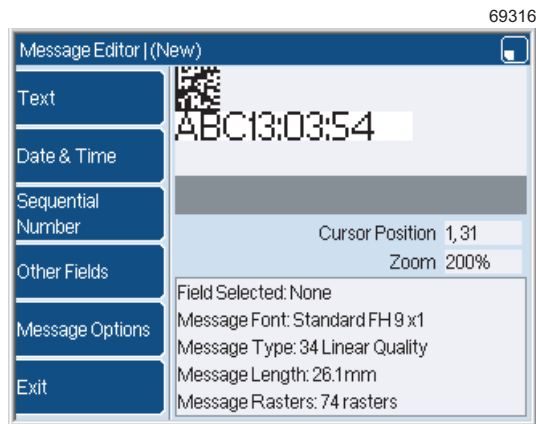 69316
Message Editor | (New)
Text
Date & Time
Sequential
Number
Other Fields
Message Options
Exit
ABC13:03:54
Cursor Position 1, 31
Zoom 200%
Field Selected: None
Message Font: Standard FH 9 x1
Message Type: 34 Linear Quality
Message Length: 26.1mm
Message Rasters: 74 rasters